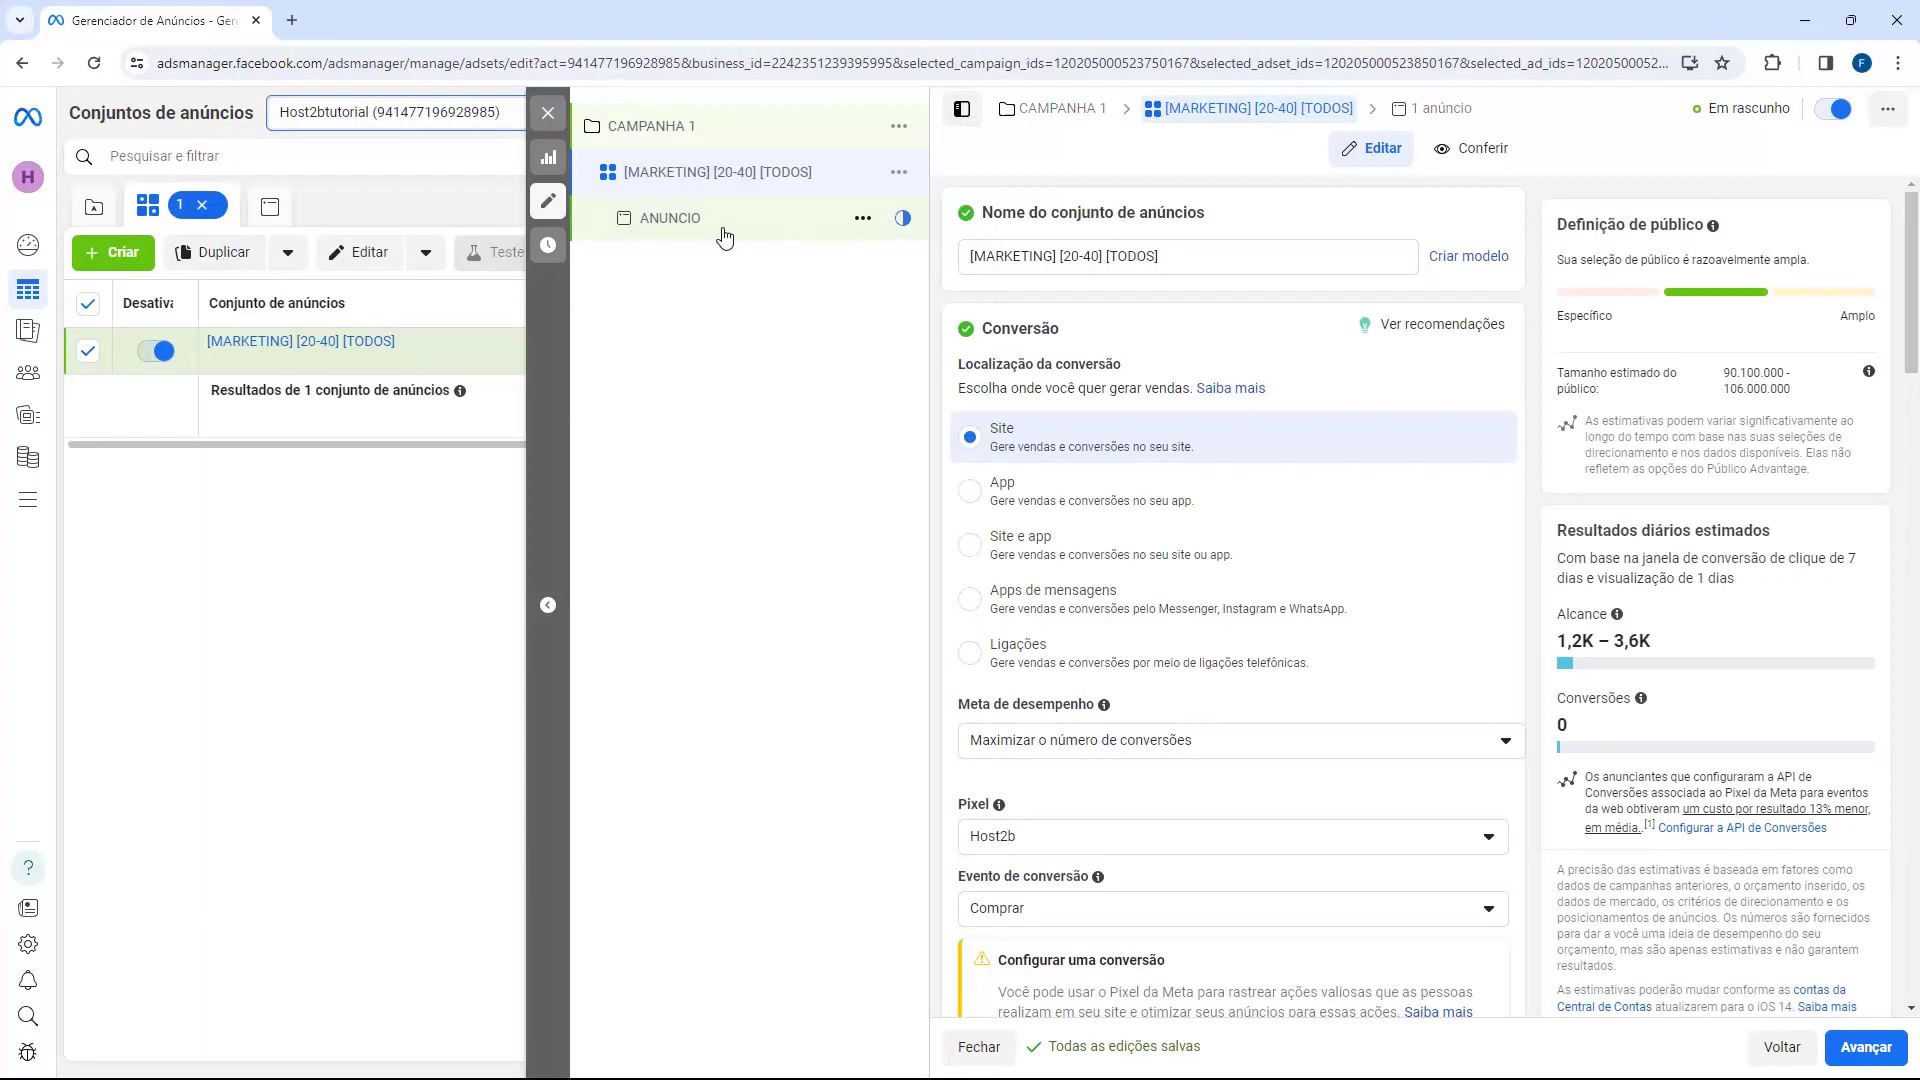 Gerenciador de Anúncios - Gere
adsmanager.facebook.com/adsmanager/manage/adsets/edit?act=941477196928985&business_id=2242351239395995&selected_campaign_ids=120205000523750167&selected_adset_ids=120205000523850167&selected_ad_ids=12020500052...
F
H
Conjuntos de anúncios
Host2btutorial (941477196928985)
Pesquisar e filtrar
1
Criar
Duplicar
Editar
Teste
Desativa
Conjunto de anúncios
[MARKETING] [20-40] [TODOS]
Resultados de 1 conjunto de anúncios
CAMPANHA 1
[MARKETING] [20-40] [TODOS]
ANUNCIO
CAMPANHA 1
[MARKETING] [20-40] [TODOS]
1 anúncio
Em rascunho
Editar
Conferir
Nome do conjunto de anúncios
[MARKETING] [20-40] [TODOS]
Criar modelo
Conversão
Ver recomendações
Localização da conversão
Escolha onde você quer gerar vendas. Saiba mais
Site
Gere vendas e conversões no seu site.
App
Gere vendas e conversões no seu app.
Site e app
Gere vendas e conversões no seu site ou app.
Apps de mensagens
Gere vendas e conversões pelo Messenger, Instagram e WhatsApp.
Ligações
Gere vendas e conversões por meio de ligações telefônicas.
Meta de desempenho
Maximizar o número de conversões
Pixel
Host2b
Evento de conversão
Comprar
Configurar uma conversão
Você pode usar o Pixel da Meta para rastrear ações valiosas que as pessoas
realizam em seu site e otimizar seus anúncios para essas ações. Saiba mais
Definição de público
Sua seleção de público é razoavelmente ampla.
Específico
Amplo
Tamanho estimado do
público:
90.100.000 -
106.000.000
As estimativas podem variar significativamente ao
longo do tempo com base nas suas seleções de
direcionamento e nos dados disponíveis. Elas não
refletem as opções do Público Advantage.
Resultados diários estimados
Com base na janela de conversão de clique de 7
dias e visualização de 1 dias
Alcance
1,2K – 3,6K
Conversões
0
Os anunciantes que configuraram a API de
Conversões associada ao Pixel da Meta para eventos
da web obtiveram um custo por resultado 13% menor,
em média. [1] Configurar a API de Conversões
A precisão das estimativas é baseada em fatores como
dados de campanhas anteriores, o orçamento inserido, os
dados de mercado, os critérios de direcionamento e os
posicionamentos de anúncios. Os números são fornecidos
para dar a você uma ideia de desempenho do seu
orçamento, mas são apenas estimativas e não garantem
resultados.
As estimativas poderão mudar conforme as contas da
Central de Contas atualizarem para o iOS 14. Saiba mais
Fechar
Todas as edições salvas
Voltar
Avançar